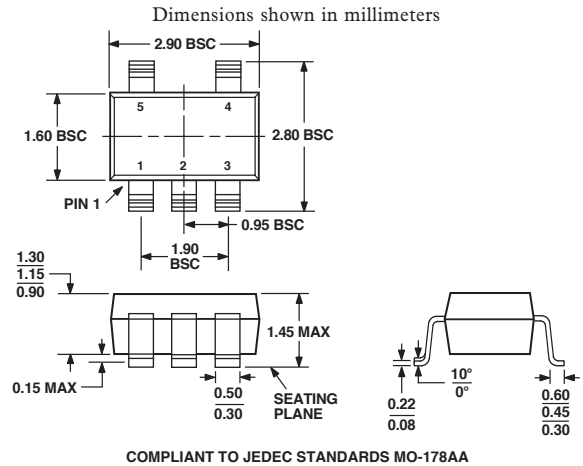 Dimensions shown in millimeters
2.90 BSC
5 4
1.60 BSC
2.80 BSC
1 2 3
PIN 1
0.95 BSC
1.90
BSC
1.30
1.15
0.90
1.45 MAX
0.15 MAX
0.50
0.30
SEATING
PLANE
0.22
0.08
10°
0°
0.60
0.45
0.30
COMPLIANT TO JEDEC STANDARDS MO-178AA